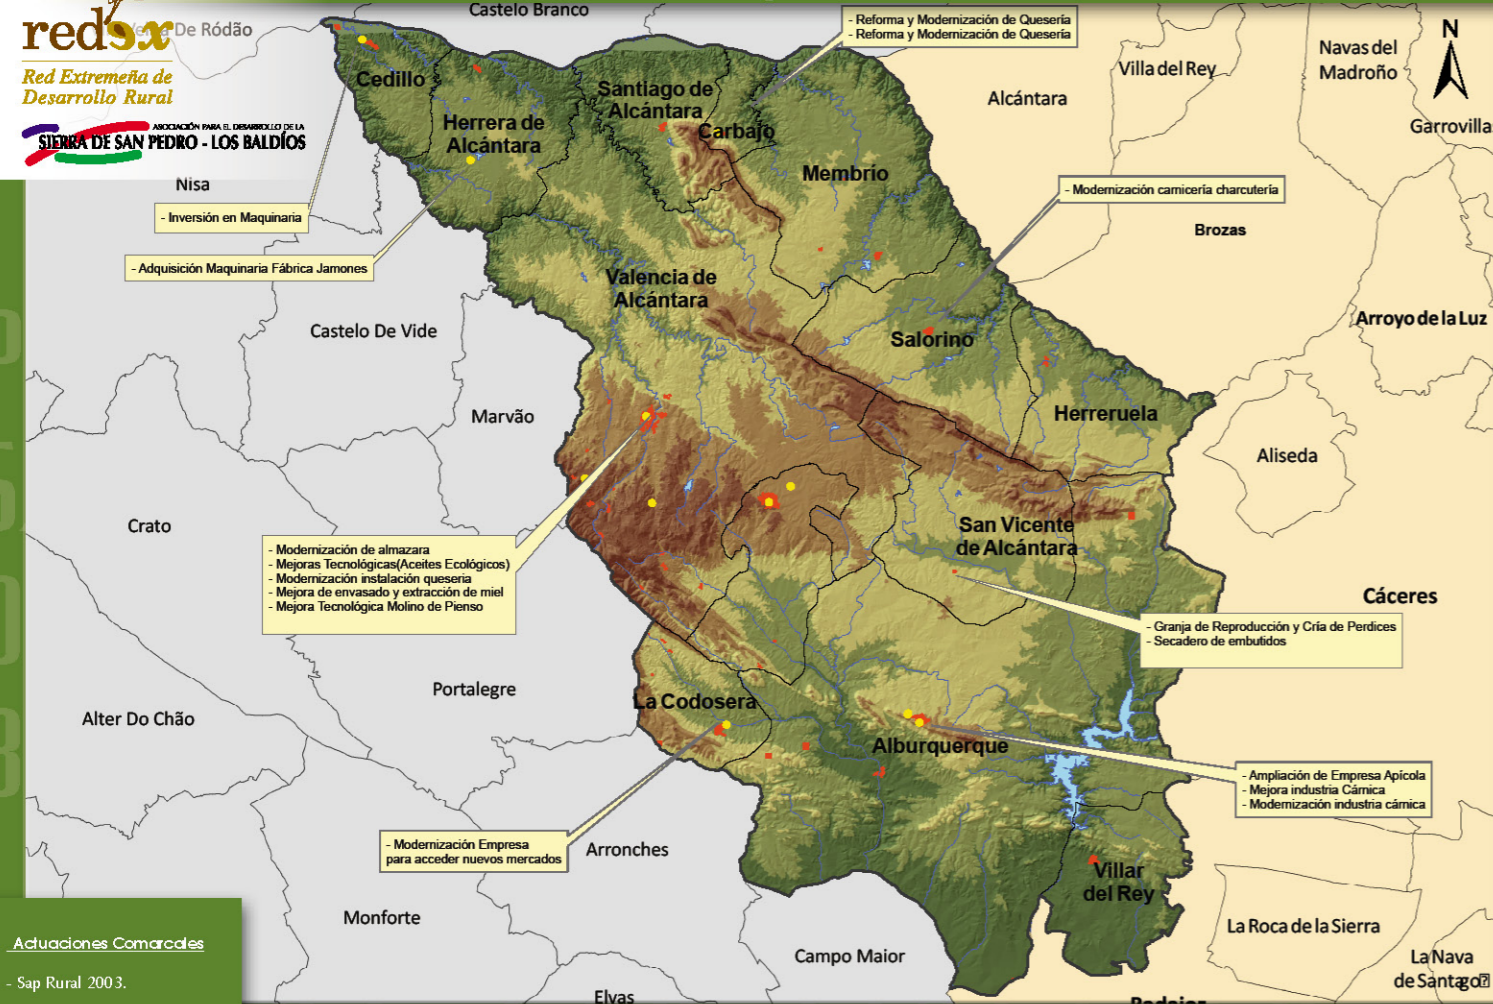 redex
De Ródão
Red Extremeña de
Desarrollo Rural
ASOCIACIÓN PARA EL DESARROLLO DE LA
SIERRA DE SAN PEDRO - LOS BALDÍOS
Castelo Branco
- Reforma y Modernización de Quesería
- Reforma y Modernización de Quesería
N
Navas del
Madroño
Villa del Rey
Alcántara
Garrovillas
Cedillo
Santiago de
Alcántara
Carbajo
Herrera de
Alcántara
Membrío
Nisa
- Inversión en Maquinaria
- Modernización carnicería charcutería
Brozas
- Adquisición Maquinaria Fábrica Jamones
Valencia de
Alcántara
Castelo De Vide
Arroyo de la Luz
Salorino
Marvão
Herreruela
Aliseda
Crato
San Vicente
de Alcántara
- Modernización de almazara
- Mejoras Tecnológicas(Aceites Ecológicos)
- Modernización instalación queseria
- Mejora de envasado y extracción de miel
- Mejora Tecnológica Molino de Pienso
Cáceres
- Granja de Reproducción y Cría de Perdices
- Secadero de embutidos
Portalegre
La Codosera
Alter Do Chão
Alburquerque
- Ampliación de Empresa Apícola
- Mejora industria Cárnica
- Modernización industria cárnica
- Modernización Empresa
para acceder nuevos mercados
Arronches
Villar
del Rey
Monforte
La Roca de la Sierra
Campo Maior
La Nava
de Santago
Elvas
Badajoz
Actuaciones Comarcales
- Sap Rural 2003.